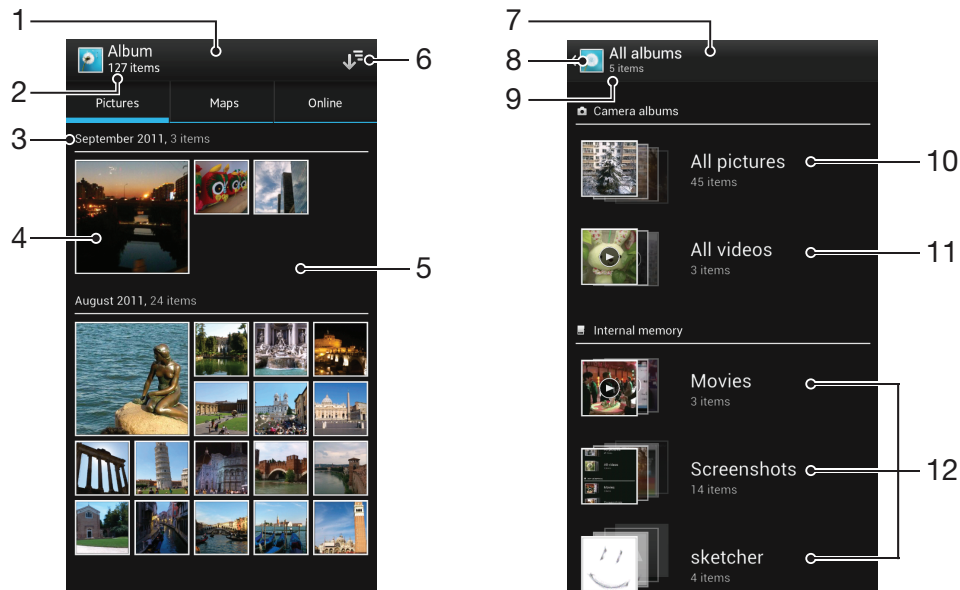 1
Album
127 items
6
2
Pictures
Maps
Online
3
September 2011, 3 items
4
5
August 2011, 24 items
7
8
All albums
5 items
9
Camera albums
All pictures
45 items
10
All videos
3 items
11
Internal memory
Movies
3 items
Screenshots
14 items
12
sketcher
4 items